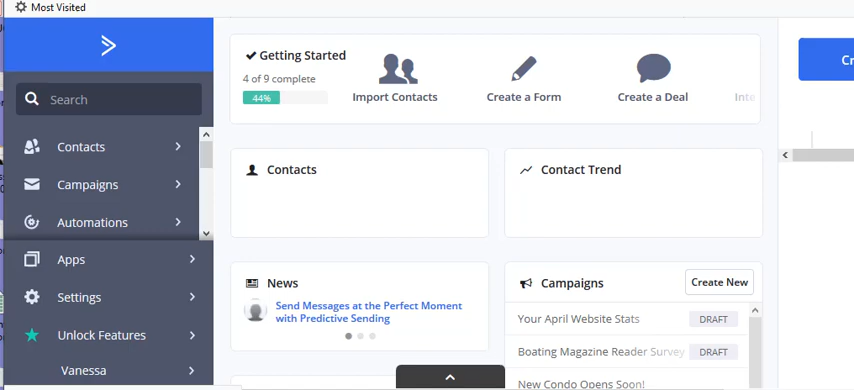 Most Visited
Search
Contacts
Campaigns
Automations
Apps
Settings
Unlock Features
Vanessa
Getting Started
4 of 9 complete
44%
Import Contacts
Create a Form
Create a Deal
Contacts
Contact Trend
News
Send Messages at the Perfect Moment
with Predictive Sending
Campaigns
Create New
Your April Website Stats
DRAFT
Boating Magazine Reader Survey
DRAFT
New Condo Opens Soon!